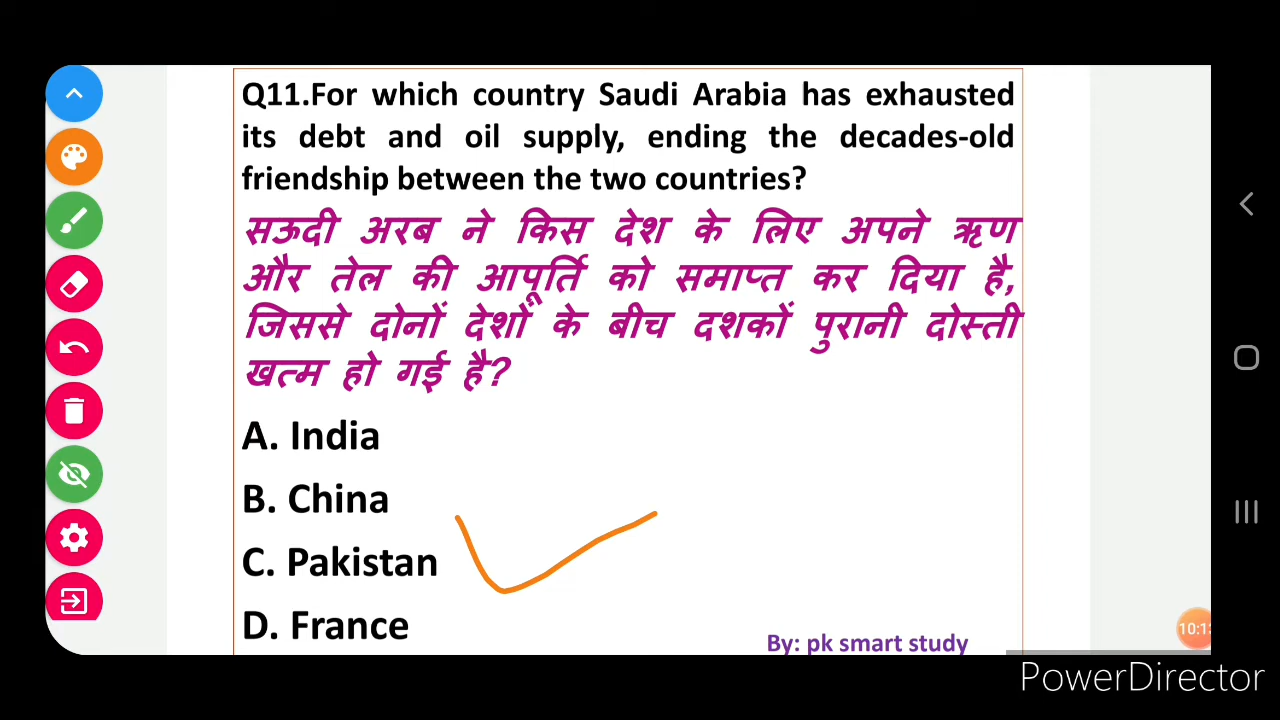 Q11.For which country Saudi Arabia has exhausted
its debt and oil supply, ending the decades-old
friendship between the two countries?
सऊदी अरब ने किस देश के लिए अपने ऋण
और तेल की आपूर्ति को समाप्त कर दिया है,
जिससे दोनों देशों के बीच दशकों पुरानी दोस्ती
खत्म हो गई है?
A. India
B. China
C. Pakistan
D. France
By: pk smart study
PowerDirector